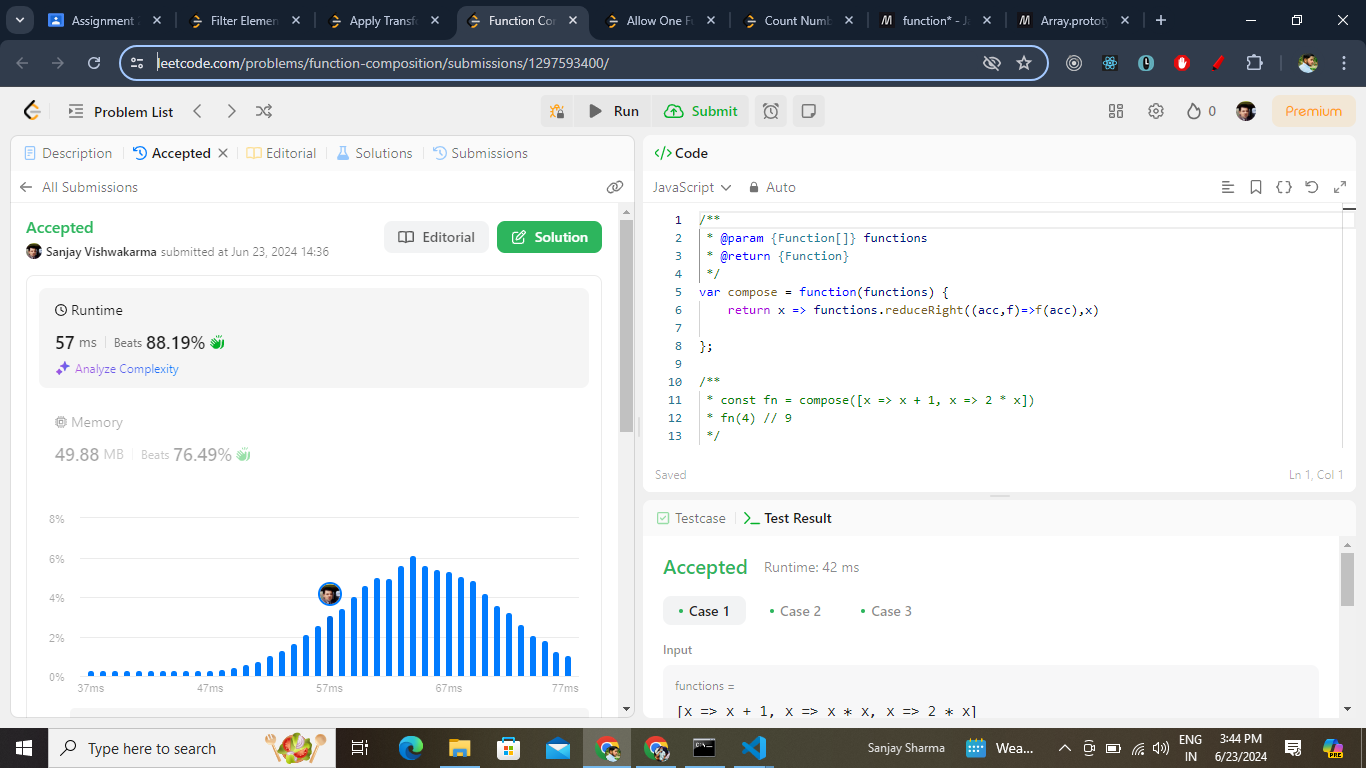 Assignment
Filter Elemen
Apply Transfo
Function Con
Allow One Fu
Count Numb
function* - Ja
Array.prototy
leetcode.com/problems/function-composition/submissions/1297593400/
Problem List
Run
Submit
0
Premium
Description
Accepted
Editorial
Solutions
Submissions
All Submissions
Accepted
Sanjay Vishwakarma submitted at Jun 23, 2024 14:36
Editorial
Solution
Runtime
57 ms Beats 88.19%
Analyze Complexity
Memory
49.88 MB Beats 76.49%
8%
6%
4%
2%
0%
37ms 47ms 57ms 67ms 77ms
Code
JavaScript Auto
1 /**
2 * @param {Function[]} functions
3 * @return {Function}
4 */
5 var compose = function(functions) {
6 return x => functions.reduceRight((acc,f)=>f(acc),x)
7
8 };
9
10 /**
11 * const fn = compose([x => x + 1, x => 2 * x])
12 * fn(4) // 9
13 */
Saved Ln 1, Col 1
Testcase
Test Result
Accepted Runtime: 42 ms
Case 1 Case 2 Case 3
Input
functions =
[x => x + 1, x => x * x, x => 2 * x]
Type here to search
Sanjay Sharma
Wea...
ENG
IN
3:44 PM
6/23/2024
PRE